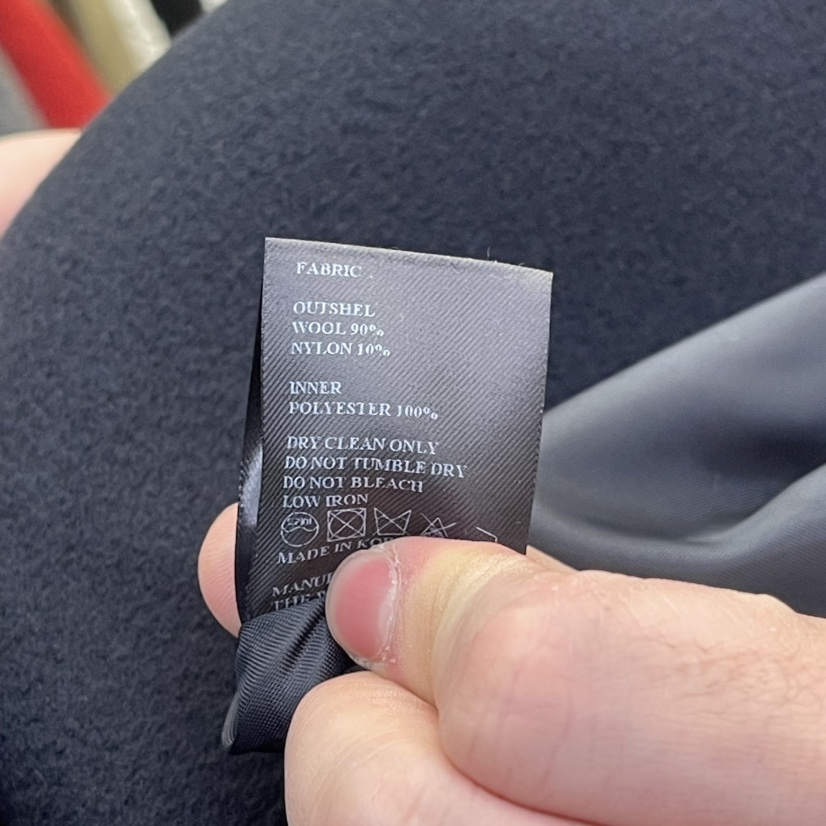 FABRIC
OUTSHEL
WOOL 90%
NYLON 10%
INNER
POLYESTER 100%
DRY CLEAN ONLY
DO NOT TUMBLE DRY
DO NOT BLEACH
LOW IRON
MADE IN
THE